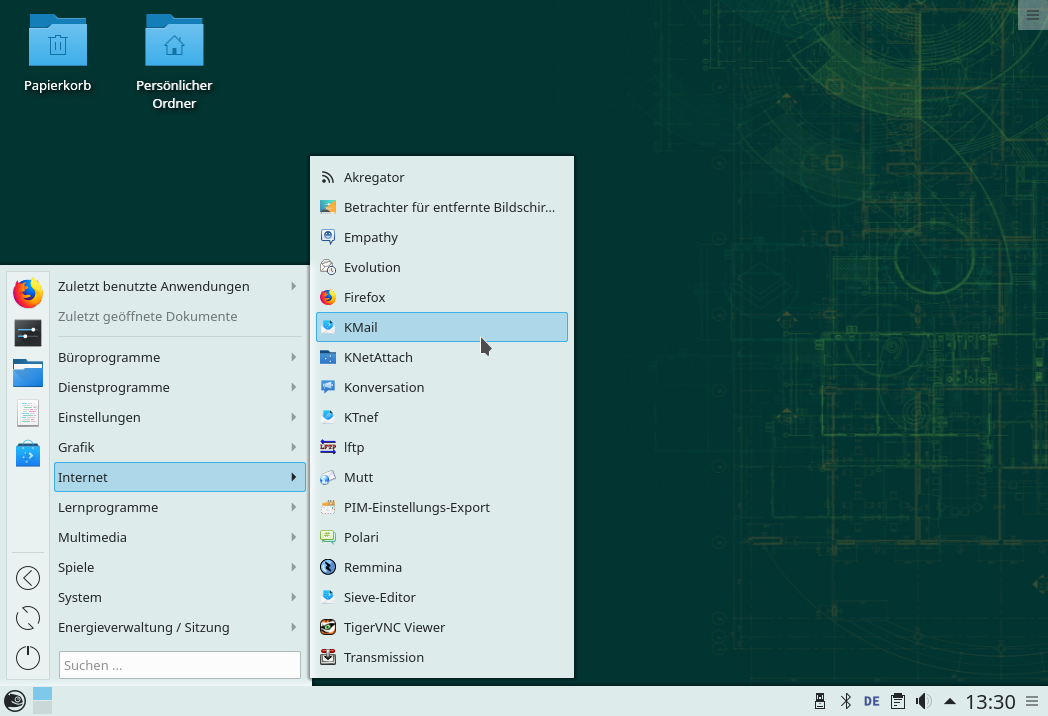 Papierkorb
Persönlicher
Ordner
Akregator
Betrachter für entfernte Bildschir...
Empathy
Evolution
Firefox
KMail
KNetAttach
Konversation
KTnef
lftp
Mutt
PIM-Einstellungs-Export
Polari
Remmina
Sieve-Editor
TigerVNC Viewer
Transmission
Zuletzt benutzte Anwendungen
Zuletzt geöffnete Dokumente
Büroprogramme
Dienstprogramme
Einstellungen
Grafik
Internet
Lernprogramme
Multimedia
Spiele
System
Energieverwaltung / Sitzung
Suchen ...
DE
13:30